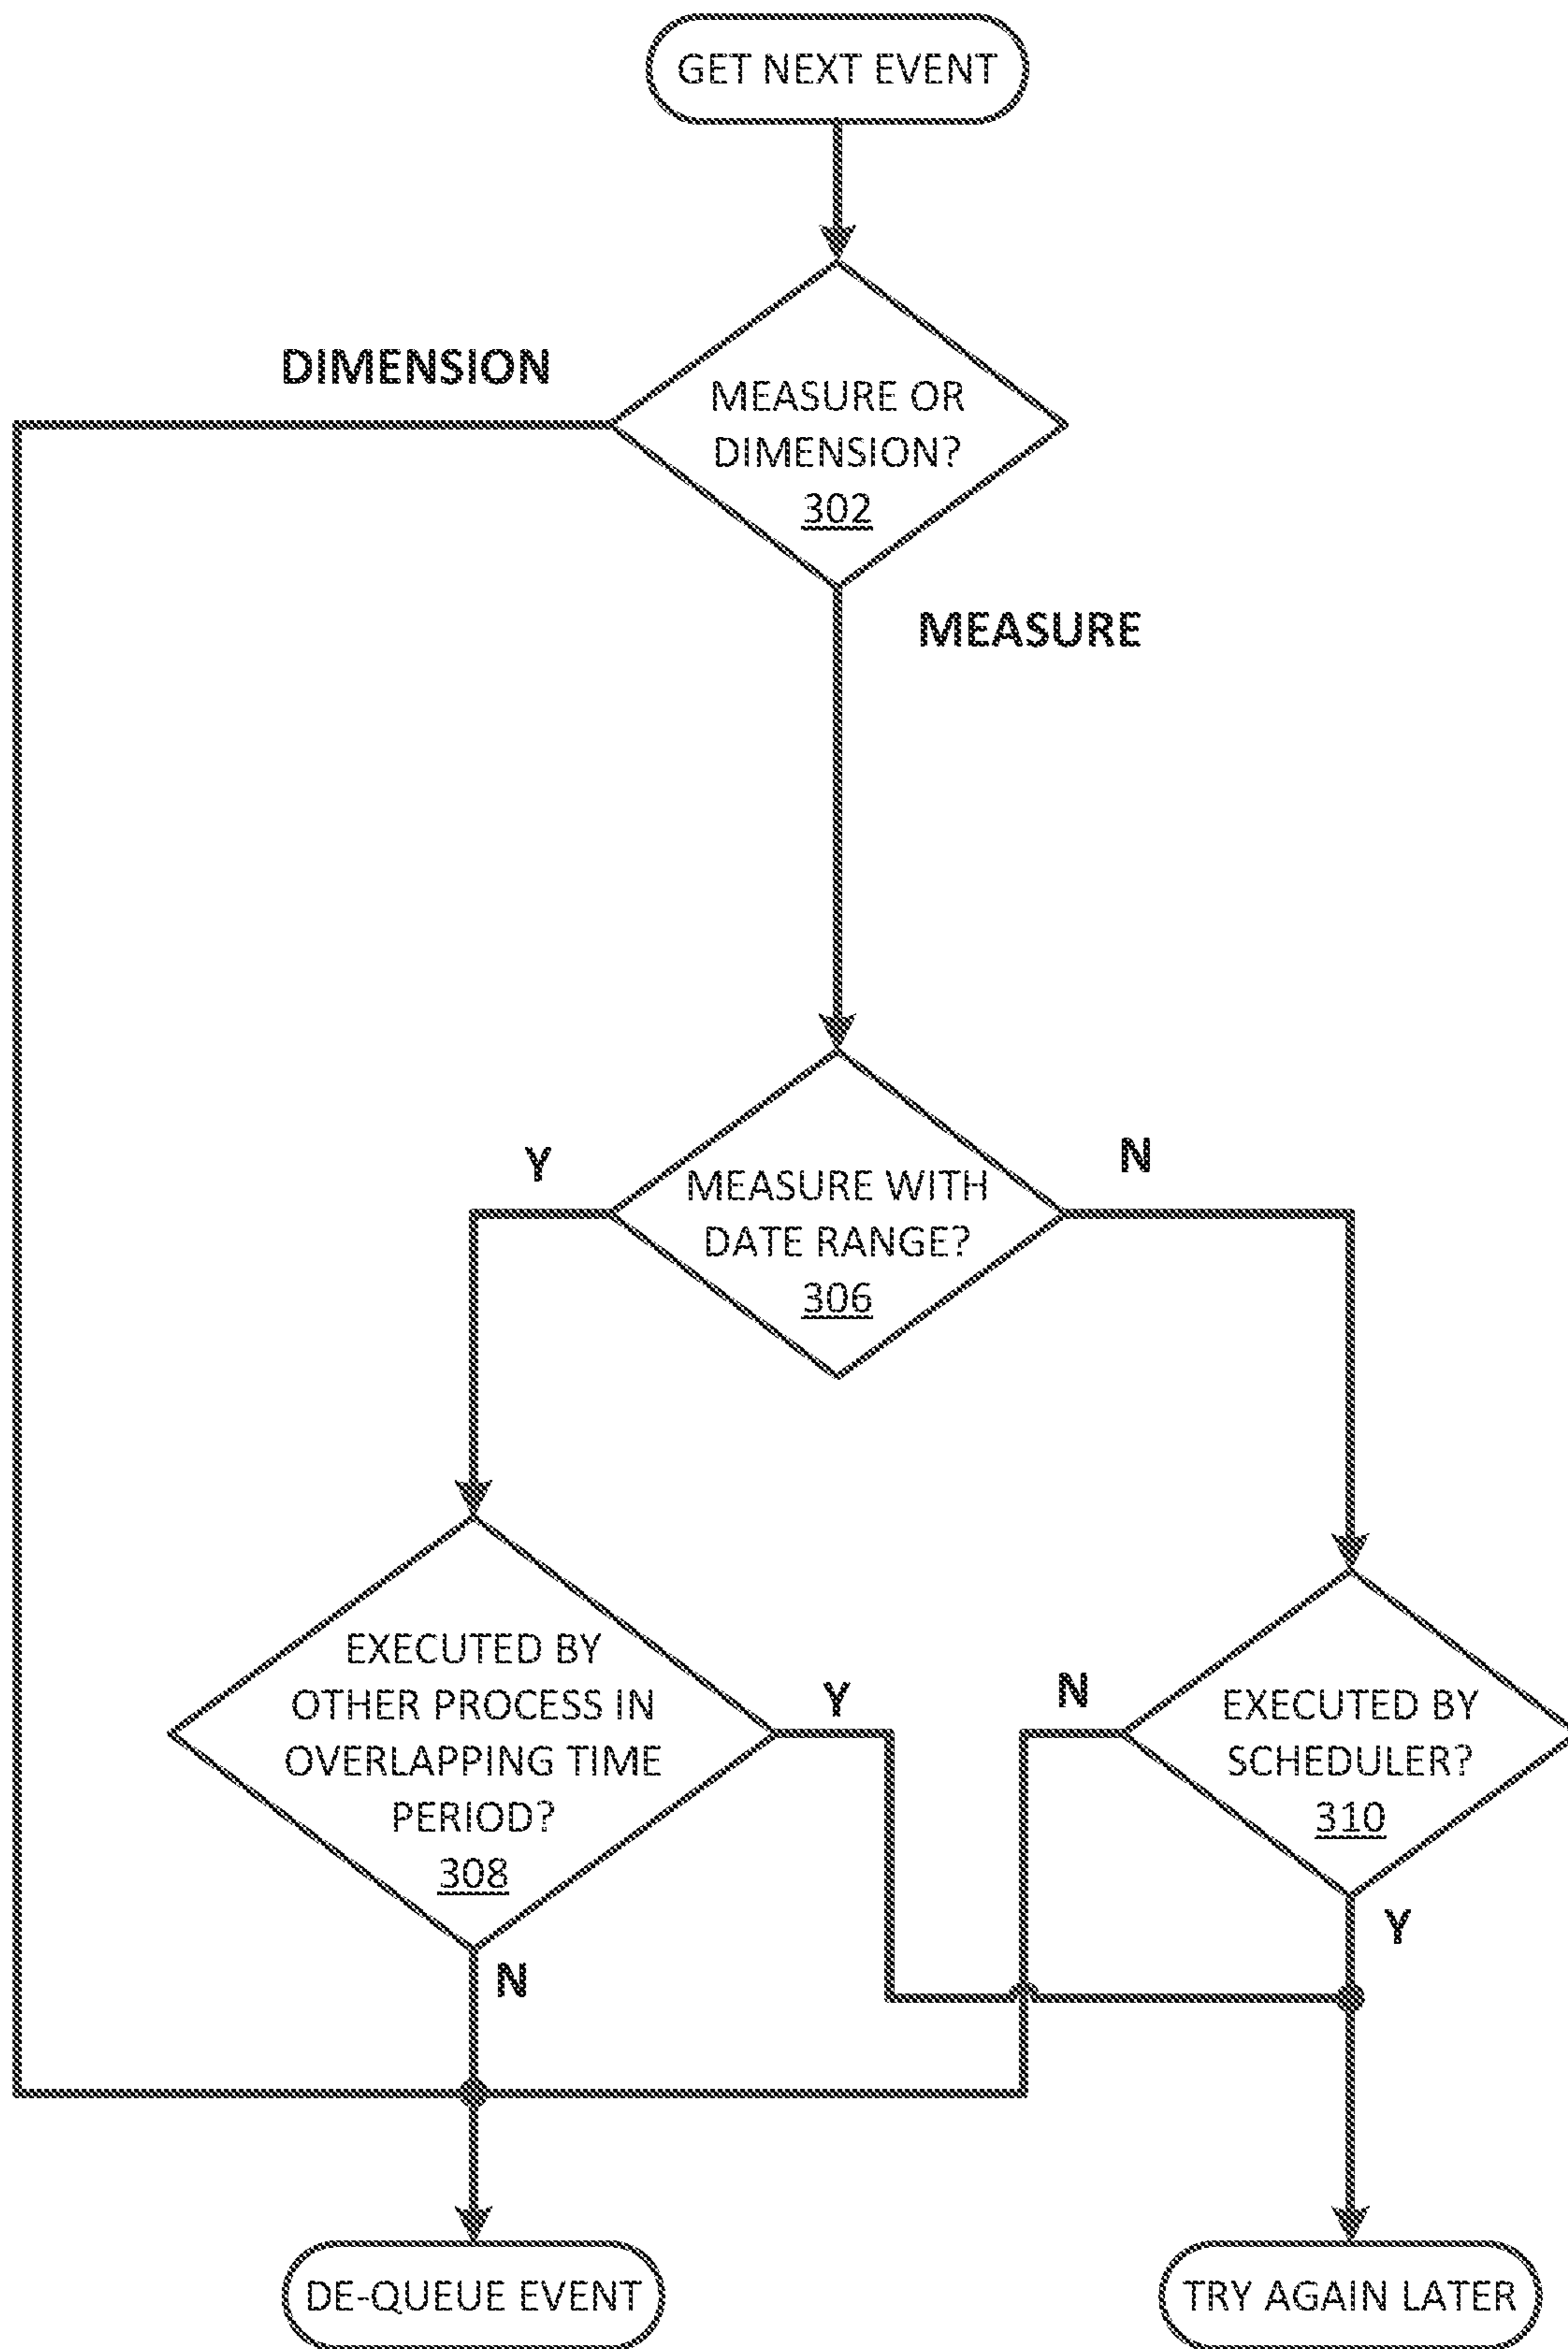 GET NEXT EVENT
DIMENSION
MEASURE OR
DIMENSION?
302
MEASURE
Y
N
MEASURE WITH
DATE RANGE?
306
EXECUTED BY
OTHER PROCESS IN
OVERLAPPING TIME
PERIOD?
308
Y
N
N
EXECUTED BY
SCHEDULER?
310
Y
DE-QUEUE EVENT
TRY AGAIN LATER